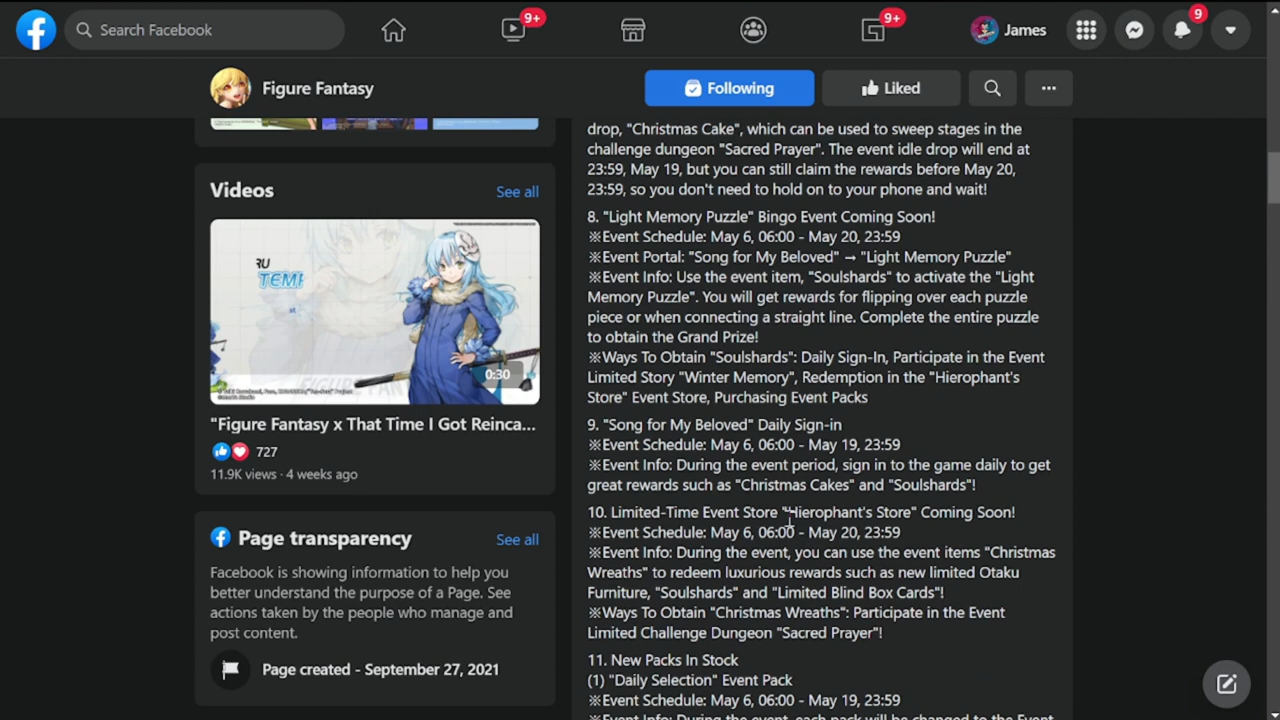 Search Facebook
9+
9+
James
9
Figure Fantasy
Following
Liked
Videos
See all
RU
TEMP
0:30
"Figure Fantasy x That Time I Got Reinca...
727
11.9K views · 4 weeks ago
Page transparency
See all
Facebook is showing information to help you
better understand the purpose of a Page. See
actions taken by the people who manage and
post content.
Page created - September 27, 2021
drop, "Christmas Cake", which can be used to sweep stages in the
challenge dungeon "Sacred Prayer". The event idle drop will end at
23:59, May 19, but you can still claim the rewards before May 20,
23:59, so you don't need to hold on to your phone and wait!
8. "Light Memory Puzzle" Bingo Event Coming Soon!
※Event Schedule: May 6, 06:00 - May 20, 23:59
※Event Portal: "Song for My Beloved" → "Light Memory Puzzle"
※Event Info: Use the event item, "Soulshards" to activate the "Light
Memory Puzzle". You will get rewards for flipping over each puzzle
piece or when connecting a straight line. Complete the entire puzzle
to obtain the Grand Prize!
※Ways To Obtain "Soulshards": Daily Sign-In, Participate in the Event
Limited Story "Winter Memory", Redemption in the "Hierophant's
Store" Event Store, Purchasing Event Packs
9. "Song for My Beloved" Daily Sign-in
※Event Schedule: May 6, 06:00 - May 19, 23:59
※Event Info: During the event period, sign in to the game daily to get
great rewards such as "Christmas Cakes" and "Soulshards"!
10. Limited-Time Event Store "Hierophant's Store" Coming Soon!
※Event Schedule: May 6, 06:00 - May 20, 23:59
※Event Info: During the event, you can use the event items "Christmas
Wreaths" to redeem luxurious rewards such as new limited Otaku
Furniture, "Soulshards" and "Limited Blind Box Cards"!
※Ways To Obtain "Christmas Wreaths": Participate in the Event
Limited Challenge Dungeon "Sacred Prayer"!
11. New Packs In Stock
(1) "Daily Selection" Event Pack
※Event Schedule: May 6, 06:00 - May 19, 23:59
※Event Info: During the event, each pack will be changed to the Event